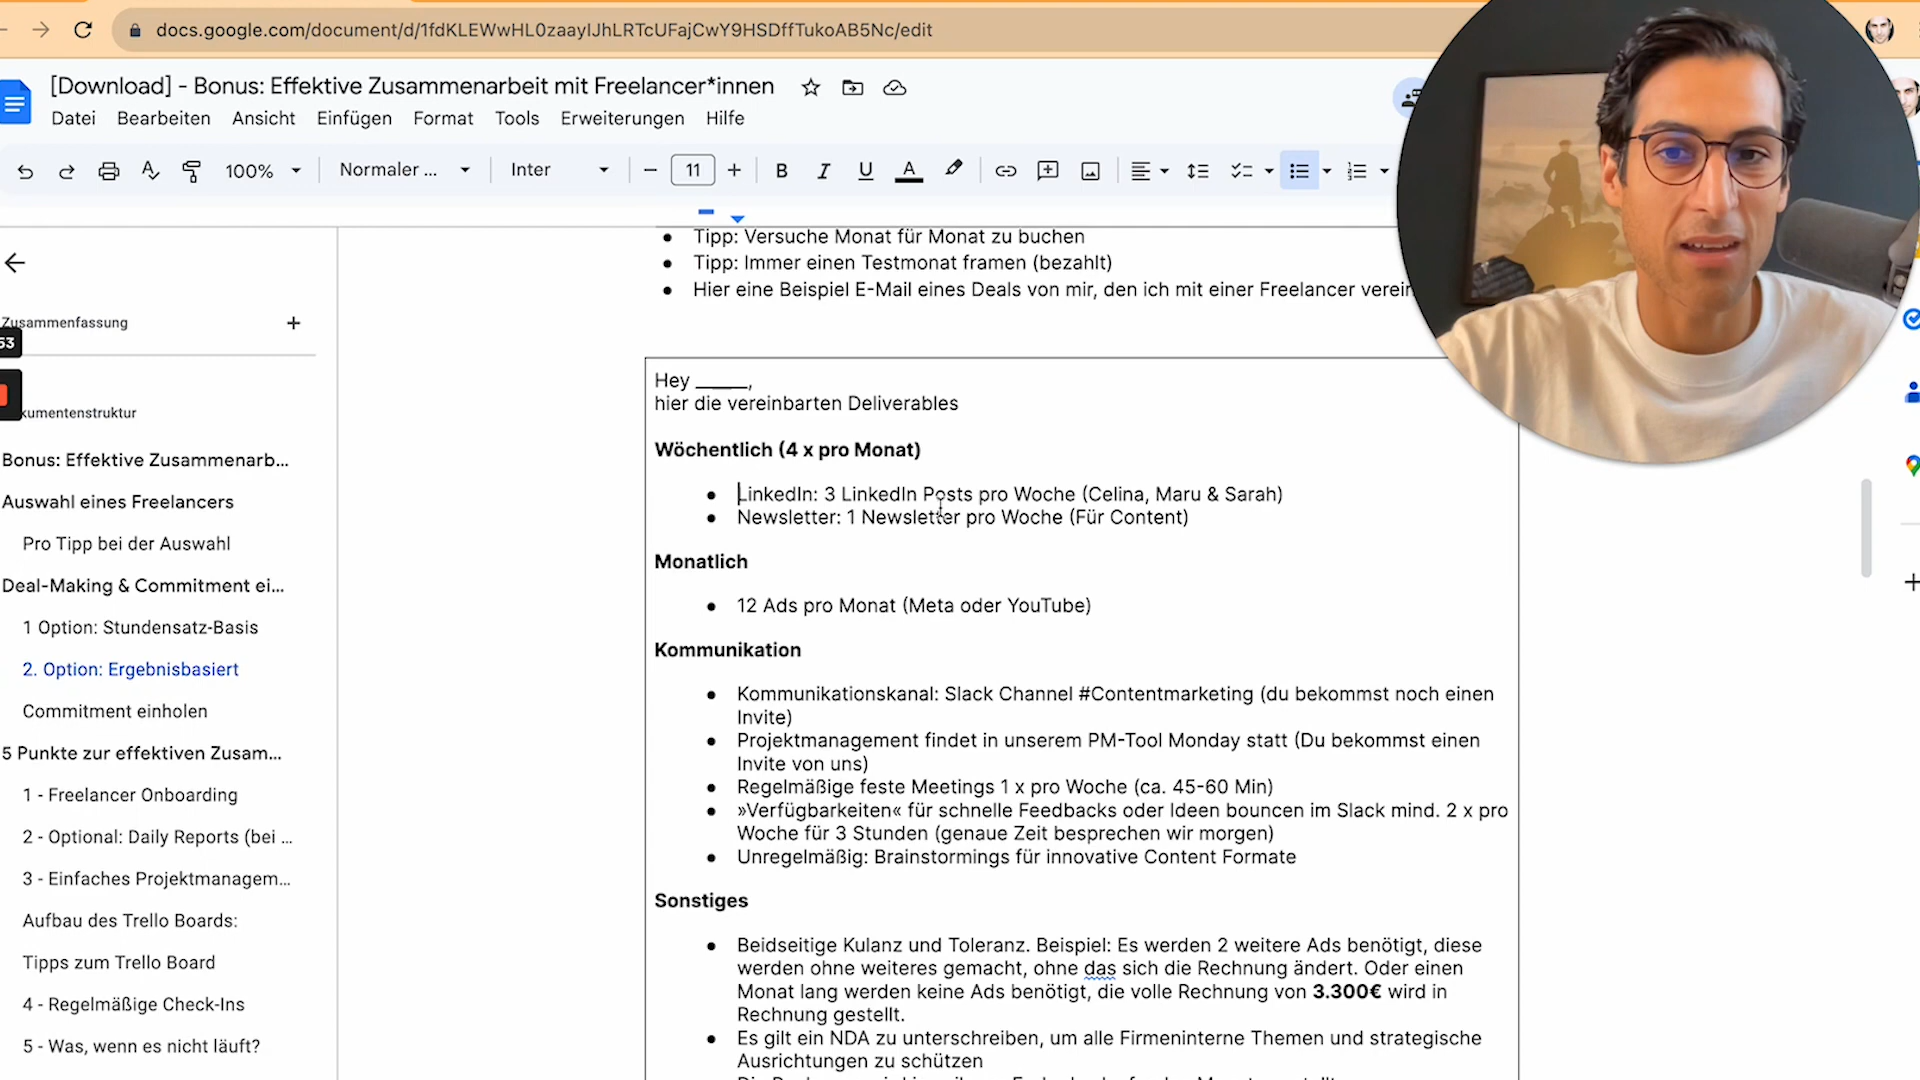 docs.google.com/document/d/1fdKLEWwHL0zaayIJhLRTcUFajCwY9HSDffTukoAB5Nc/edit
[Download] - Bonus: Effektive Zusammenarbeit mit Freelancer*innen
Datei Bearbeiten Ansicht Einfügen Format Tools Erweiterungen Hilfe
100% Normaler ... Inter 11
Tipp: Versuche Monat für Monat zu buchen
Tipp: Immer einen Testmonat framen (bezahlt)
Hier eine Beispiel E-Mail eines Deals von mir, den ich mit einer Freelancer
Zusammenfassung
53
Bonus: Effektive Zusammenarb...
Auswahl eines Freelancers
Pro Tipp bei der Auswahl
Deal-Making & Commitment ei...
1 Option: Stundensatz-Basis
2. Option: Ergebnisbasiert
Commitment einholen
5 Punkte zur effektiven Zusam...
1 - Freelancer Onboarding
2 - Optional: Daily Reports (bei ...
3 - Einfaches Projektmanagem...
Aufbau des Trello Boards:
Tipps zum Trello Board
4 - Regelmäßige Check-Ins
5 - Was, wenn es nicht läuft?
Hey _____,
hier die vereinbarten Deliverables
Wöchentlich (4 x pro Monat)
LinkedIn: 3 LinkedIn Posts pro Woche (Celina, Maru & Sarah)
Newsletter: 1 Newsletter pro Woche (Für Content)
Monatlich
12 Ads pro Monat (Meta oder YouTube)
Kommunikation
Kommunikationskanal: Slack Channel #Contentmarketing (du bekommst noch einen
Invite)
Projektmanagement findet in unserem PM-Tool Monday statt (Du bekommst einen
Invite von uns)
Regelmäßige feste Meetings 1 x pro Woche (ca. 45-60 Min)
»Verfügbarkeiten« für schnelle Feedbacks oder Ideen bouncen im Slack mind. 2 x pro
Woche für 3 Stunden (genaue Zeit besprechen wir morgen)
Unregelmäßig: Brainstormings für innovative Content Formate
Sonstiges
Beidseitige Kulanz und Toleranz. Beispiel: Es werden 2 weitere Ads benötigt, diese
werden ohne weiteres gemacht, ohne das sich die Rechnung ändert. Oder einen
Monat lang werden keine Ads benötigt, die volle Rechnung von 3.300€ wird in
Rechnung gestellt.
Es gilt ein NDA zu unterschreiben, um alle Firmeninterne Themen und strategische
Ausrichtungen zu schützen